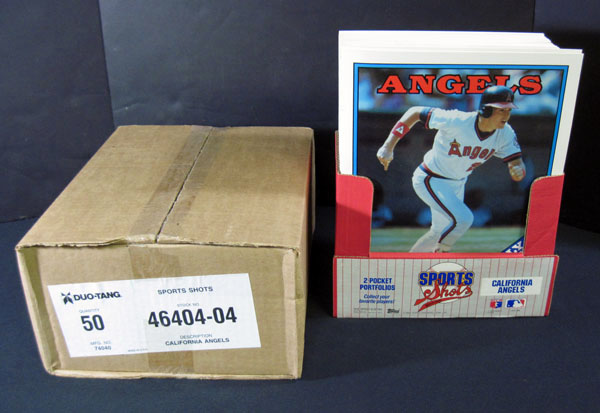 DUO-TANG
SPORTS SHOTS
QUANTITY
50
STOCK NO.
46404-04
MFG. NO.
DESCRIPTION
CALIFORNIA ANGELS
ANGELS
Angels
2-POCKET
PORTFOLIOS
Collect your
favorite players!
Topps
SPORTS
Shots
CALIFORNIA
ANGELS